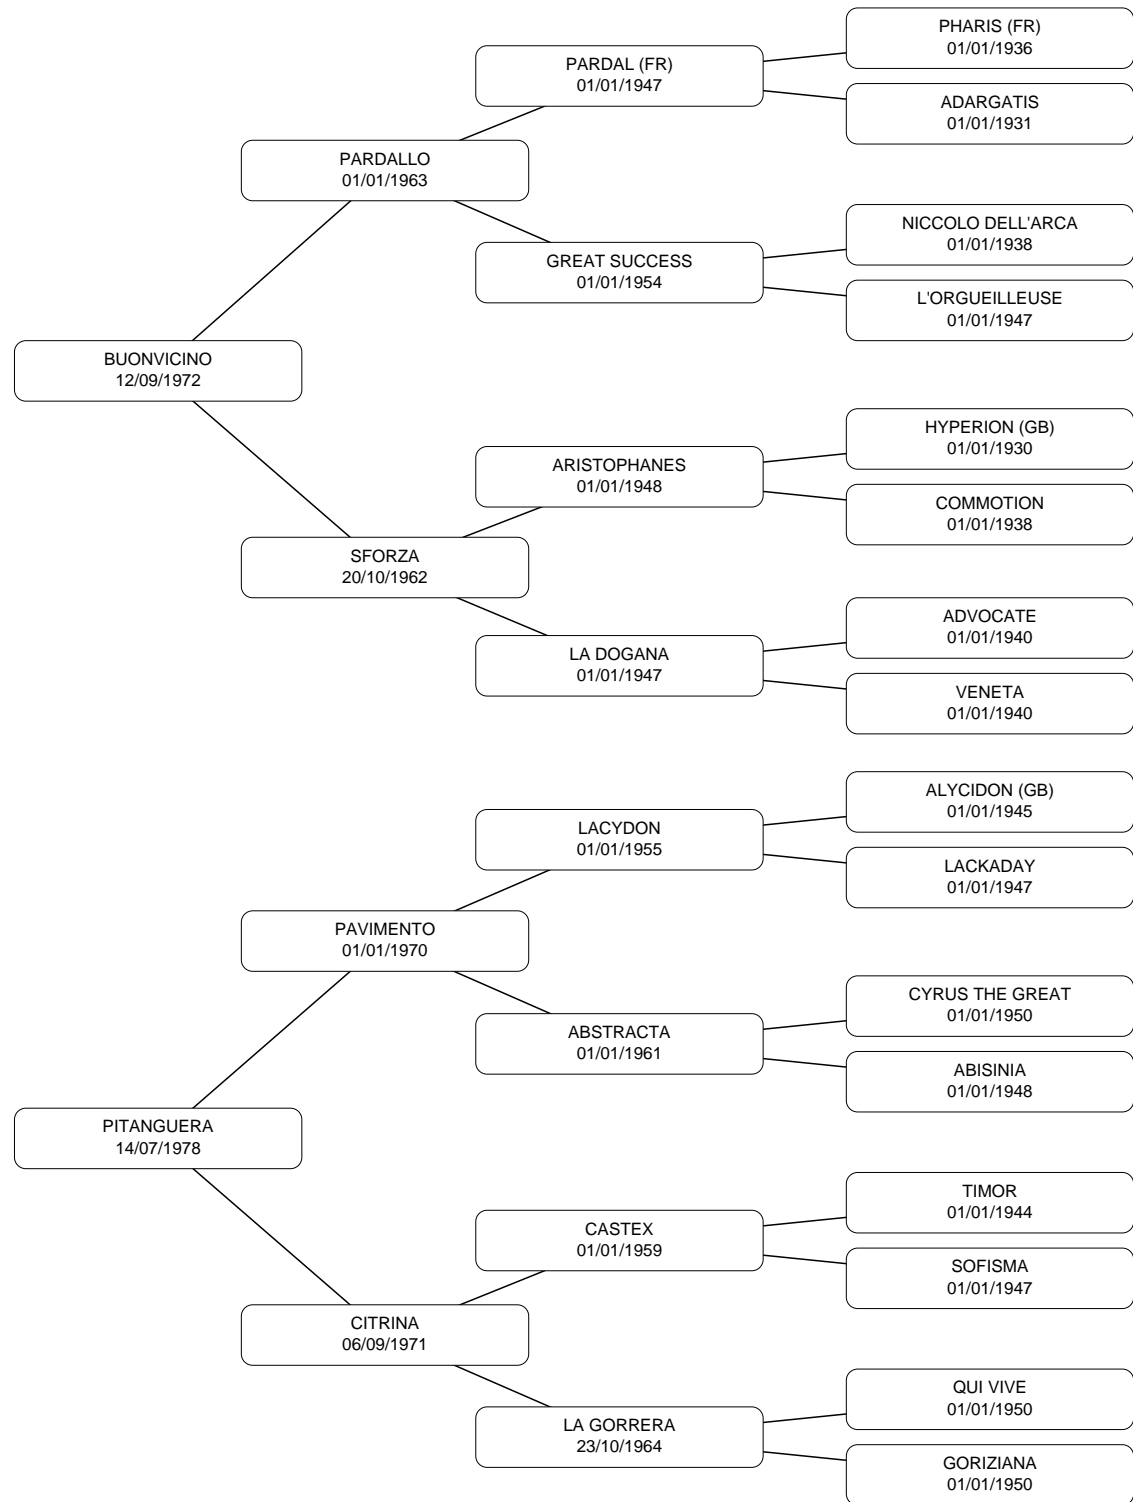 PHARIS (FR)
01/01/1936
PARDAL (FR)
01/01/1947
ADARGATIS
01/01/1931
PARDALLO
01/01/1963
NICCOLO DELL'ARCA
01/01/1938
GREAT SUCCESS
01/01/1954
L'ORGUEILLEUSE
01/01/1947
BUONVICINO
12/09/1972
HYPERION (GB)
01/01/1930
ARISTOPHANES
01/01/1948
COMMOTION
01/01/1938
SFORZA
20/10/1962
ADVOCATE
01/01/1940
LA DOGANA
01/01/1947
VENETA
01/01/1940
ALYCIDON (GB)
01/01/1945
LACYDON
01/01/1955
LACKADAY
01/01/1947
PAVIMENTO
01/01/1970
CYRUS THE GREAT
01/01/1950
ABSTRACTA
01/01/1961
ABISINIA
01/01/1948
PITANGUERA
14/07/1978
TIMOR
01/01/1944
CASTEX
01/01/1959
SOFISMA
01/01/1947
CITRINA
06/09/1971
QUI VIVE
01/01/1950
LA GORRERA
23/10/1964
GORIZIANA
01/01/1950